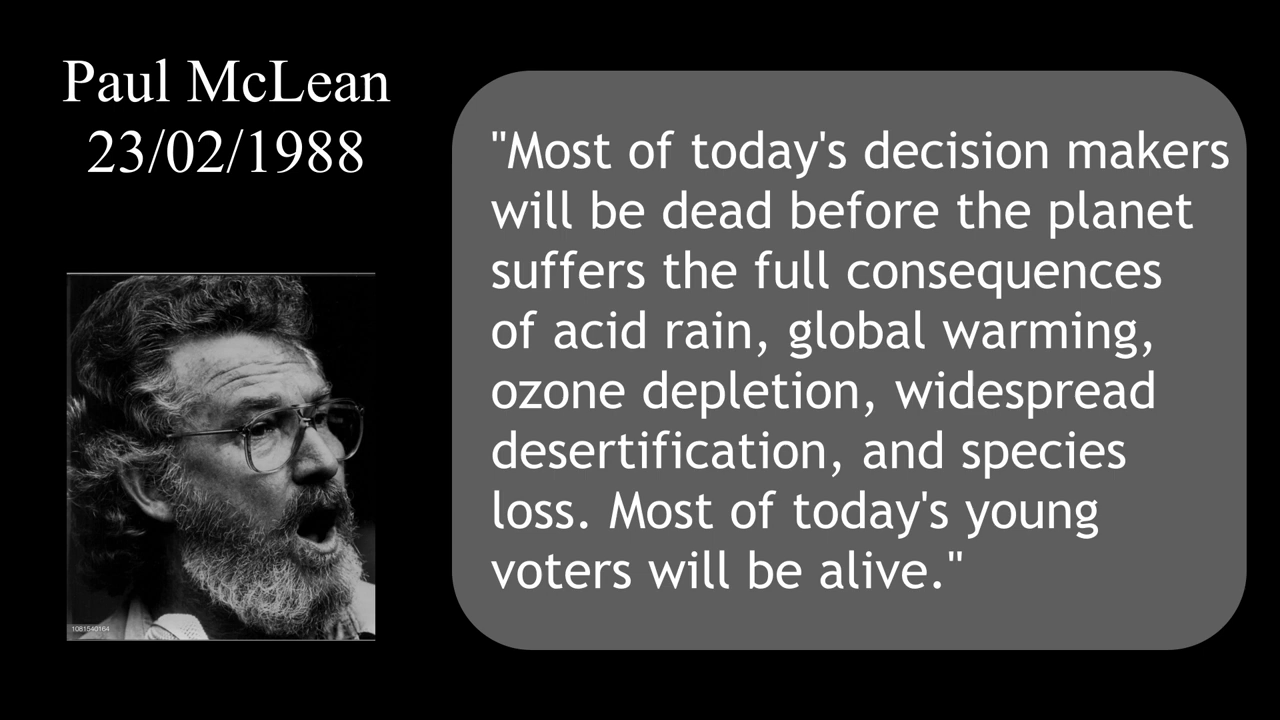 Paul McLean
23/02/1988
"Most of today's decision makers
will be dead before the planet
suffers the full consequences
of acid rain, global warming,
ozone depletion, widespread
desertification, and species
loss. Most of today's young
voters will be alive."
1081540164